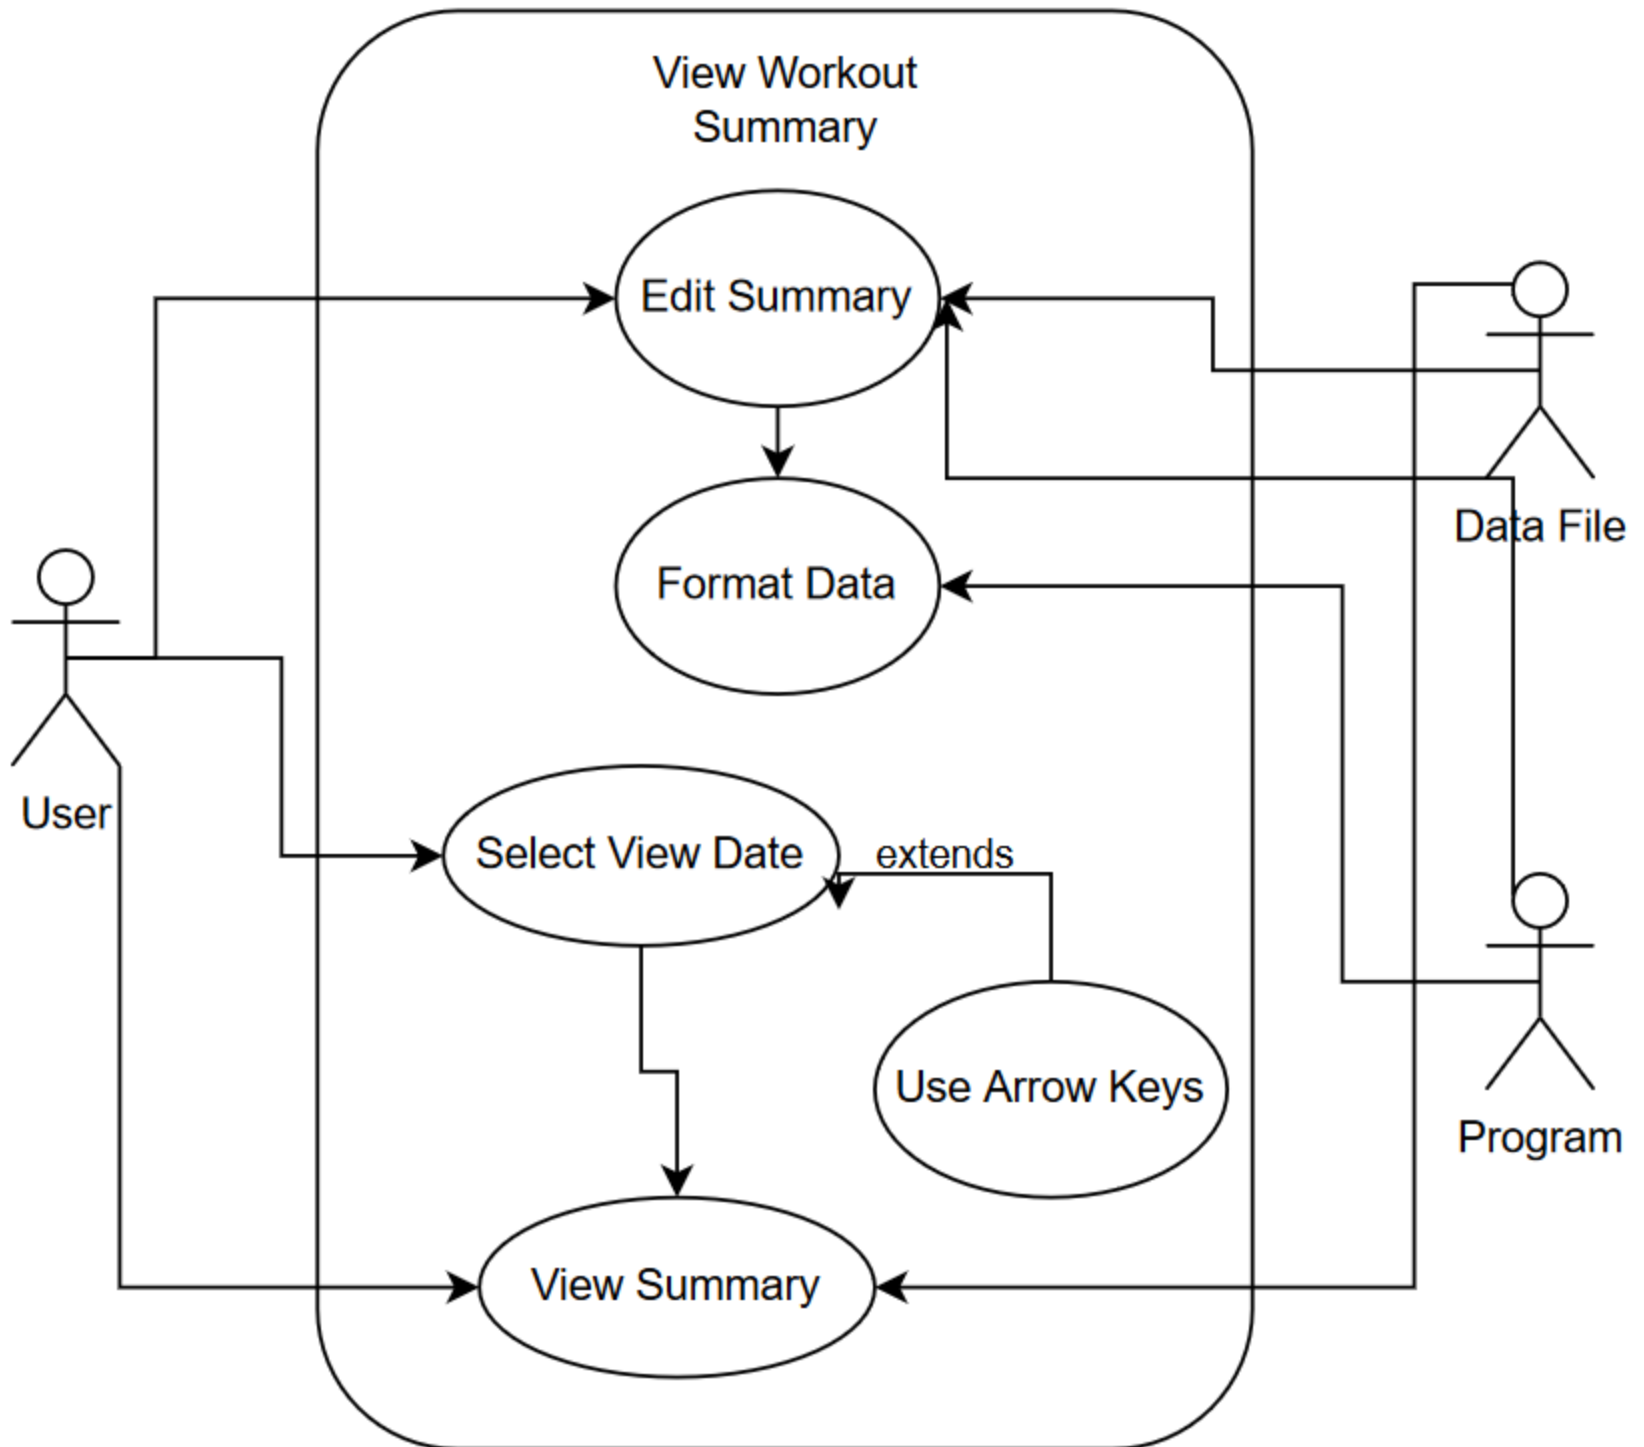 View Workout
Summary
Edit Summary
Data File
Format Data
User
Select View Date
extends
Use Arrow Keys
Program
View Summary